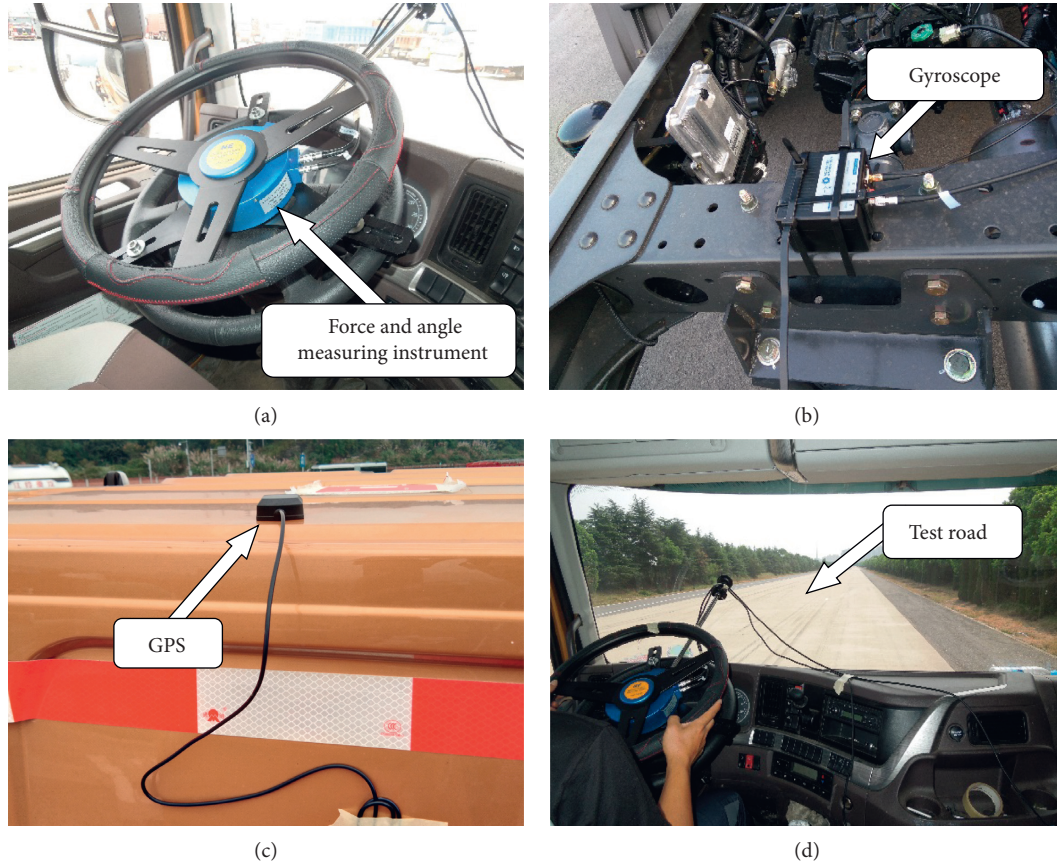 Force and angle
measuring instrument
(a)
Gyroscope
(b)
GPS
(c)
Test road
(d)